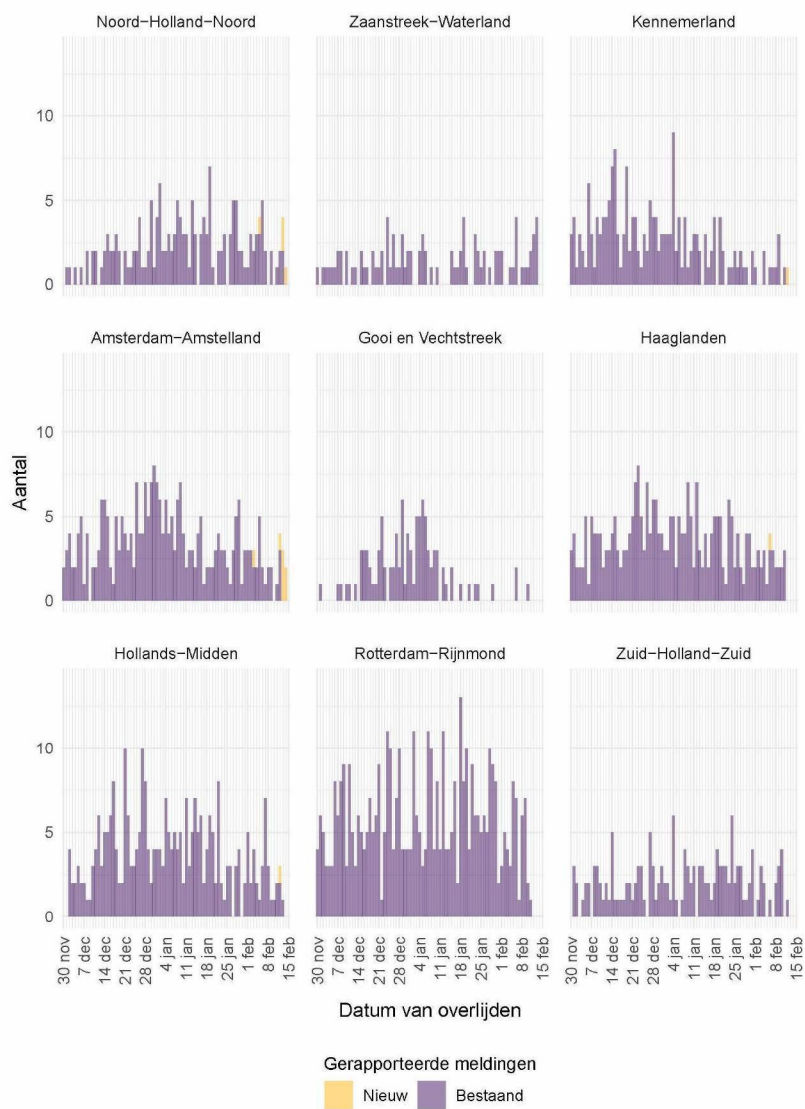 Noord−Holland−Noord
Zaanstreek−Waterland
Kennemerland
10
5
0
Amsterdam−Amstelland
Gooi en Vechtstreek
Haaglanden
10
5
0
Aantal
Hollands−Midden
Rotterdam−Rijnmond
Zuid−Holland−Zuid
10
5
0
30 nov
7 dec
14 dec
21 dec
28 dec
4 jan
11 jan
18 jan
25 jan
1 feb
8 feb
15 feb
30 nov
7 dec
14 dec
21 dec
28 dec
4 jan
11 jan
18 jan
25 jan
1 feb
8 feb
15 feb
30 nov
7 dec
14 dec
21 dec
28 dec
4 jan
11 jan
18 jan
25 jan
1 feb
8 feb
15 feb
Datum van overlijden
Gerapporteerde meldingen
Nieuw Bestaand